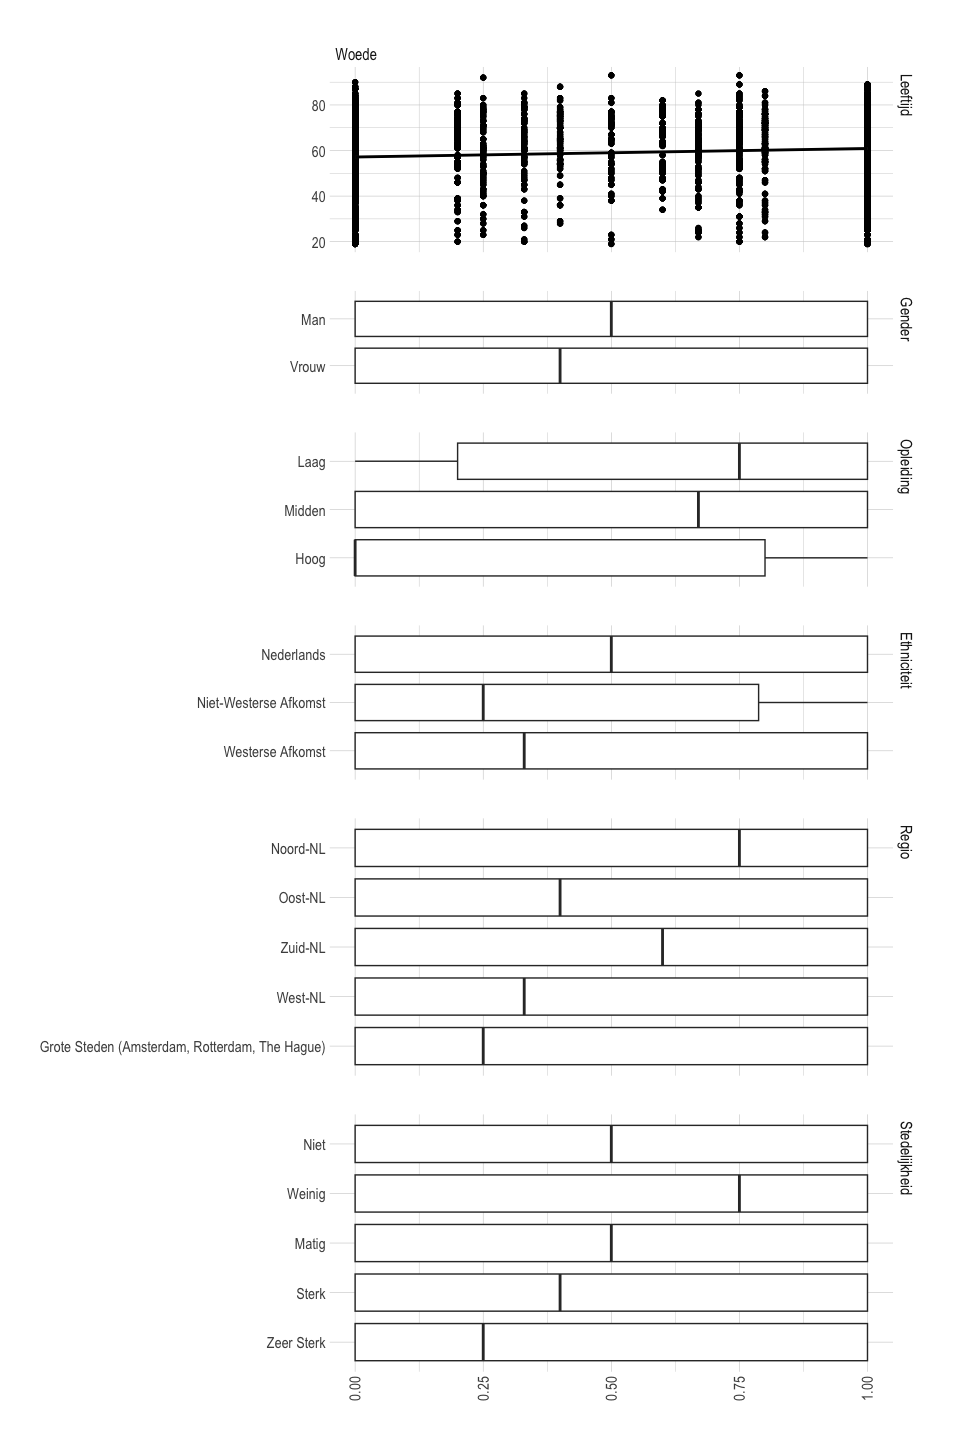 Woede
Leeftijd
80
60
40
20
Gender
Man
Vrouw
Opleiding
Laag
Midden
Hoog
Ethniciteit
Nederlands
Niet-Westerse Afkomst
Westerse Afkomst
Regio
Noord-NL
Oost-NL
Zuid-NL
West-NL
Grote Steden (Amsterdam, Rotterdam, The Hague)
Stedelijkheid
Niet
Weinig
Matig
Sterk
Zeer Sterk
0.00
0.25
0.50
0.75
1.00